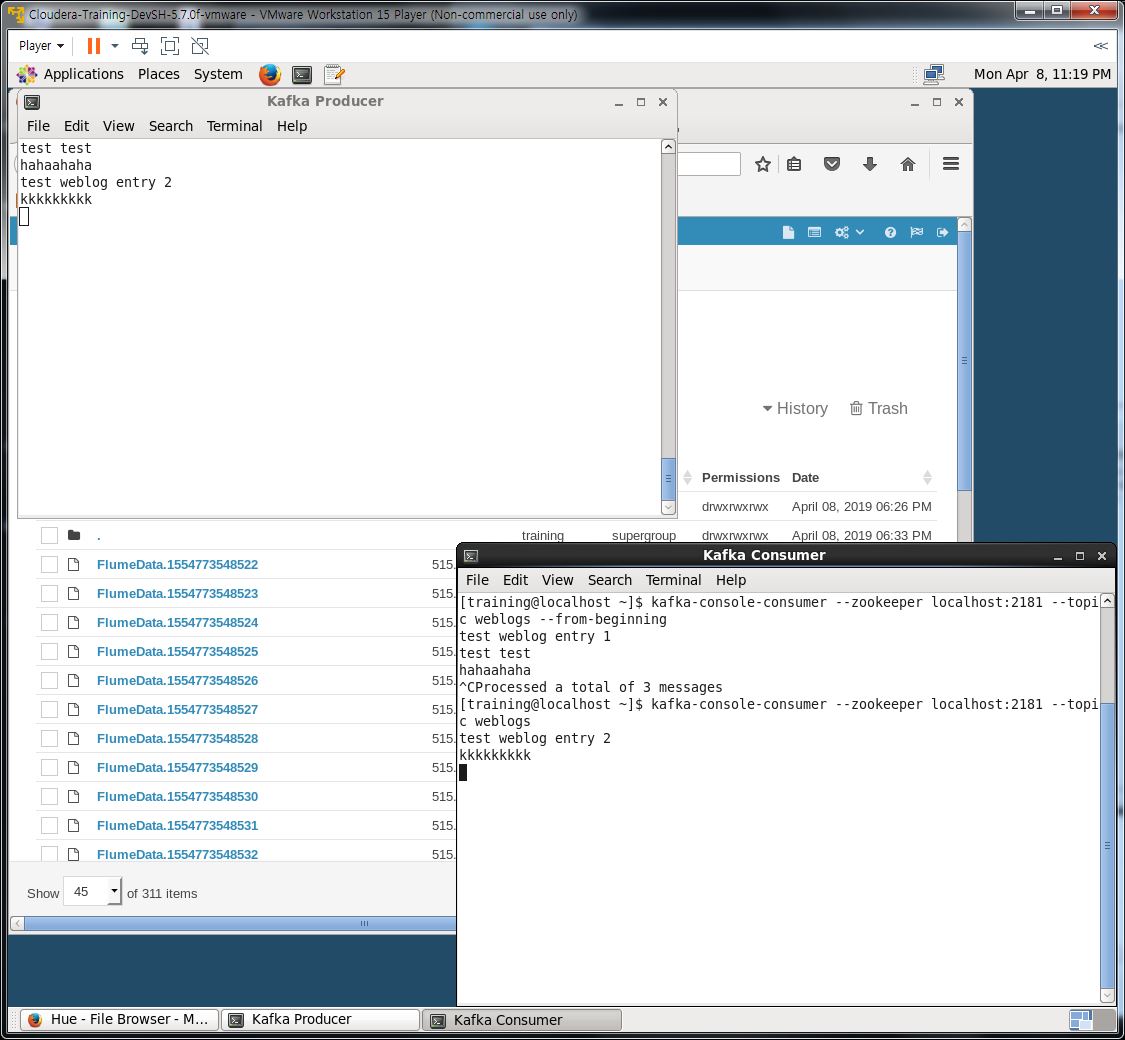 Cloudera-Training-DevSH-5.7.0f-vmware - VMware Workstation 15 Player (Non-commercial use only)
Player
Applications Places System Mon Apr 8, 11:19 PM
Kafka Producer
File Edit View Search Terminal Help
test test
hahaahaha
test weblog entry 2
kkkkkkkkk
History Trash
Permissions Date
drwxrwxrwx April 08, 2019 06:26 PM
. training supergroup drwxrwxrwx April 08, 2019 06:33 PM
FlumeData.1554773548522 515.
FlumeData.1554773548523 515.
FlumeData.1554773548524 515.
FlumeData.1554773548525 515.
FlumeData.1554773548526 515.
FlumeData.1554773548527 515.
FlumeData.1554773548528 515.
FlumeData.1554773548529 515.
FlumeData.1554773548530 515.
FlumeData.1554773548531 515.
FlumeData.1554773548532 515.
Show 45 of 311 items
Kafka Consumer
File Edit View Search Terminal Help
[training@localhost ~]$ kafka-console-consumer --zookeeper localhost:2181 --topi
c weblogs --from-beginning
test weblog entry 1
test test
hahaahaha
^CProcessed a total of 3 messages
[training@localhost ~]$ kafka-console-consumer --zookeeper localhost:2181 --topi
c weblogs
test weblog entry 2
kkkkkkkkk
Hue - File Browser - M... Kafka Producer Kafka Consumer